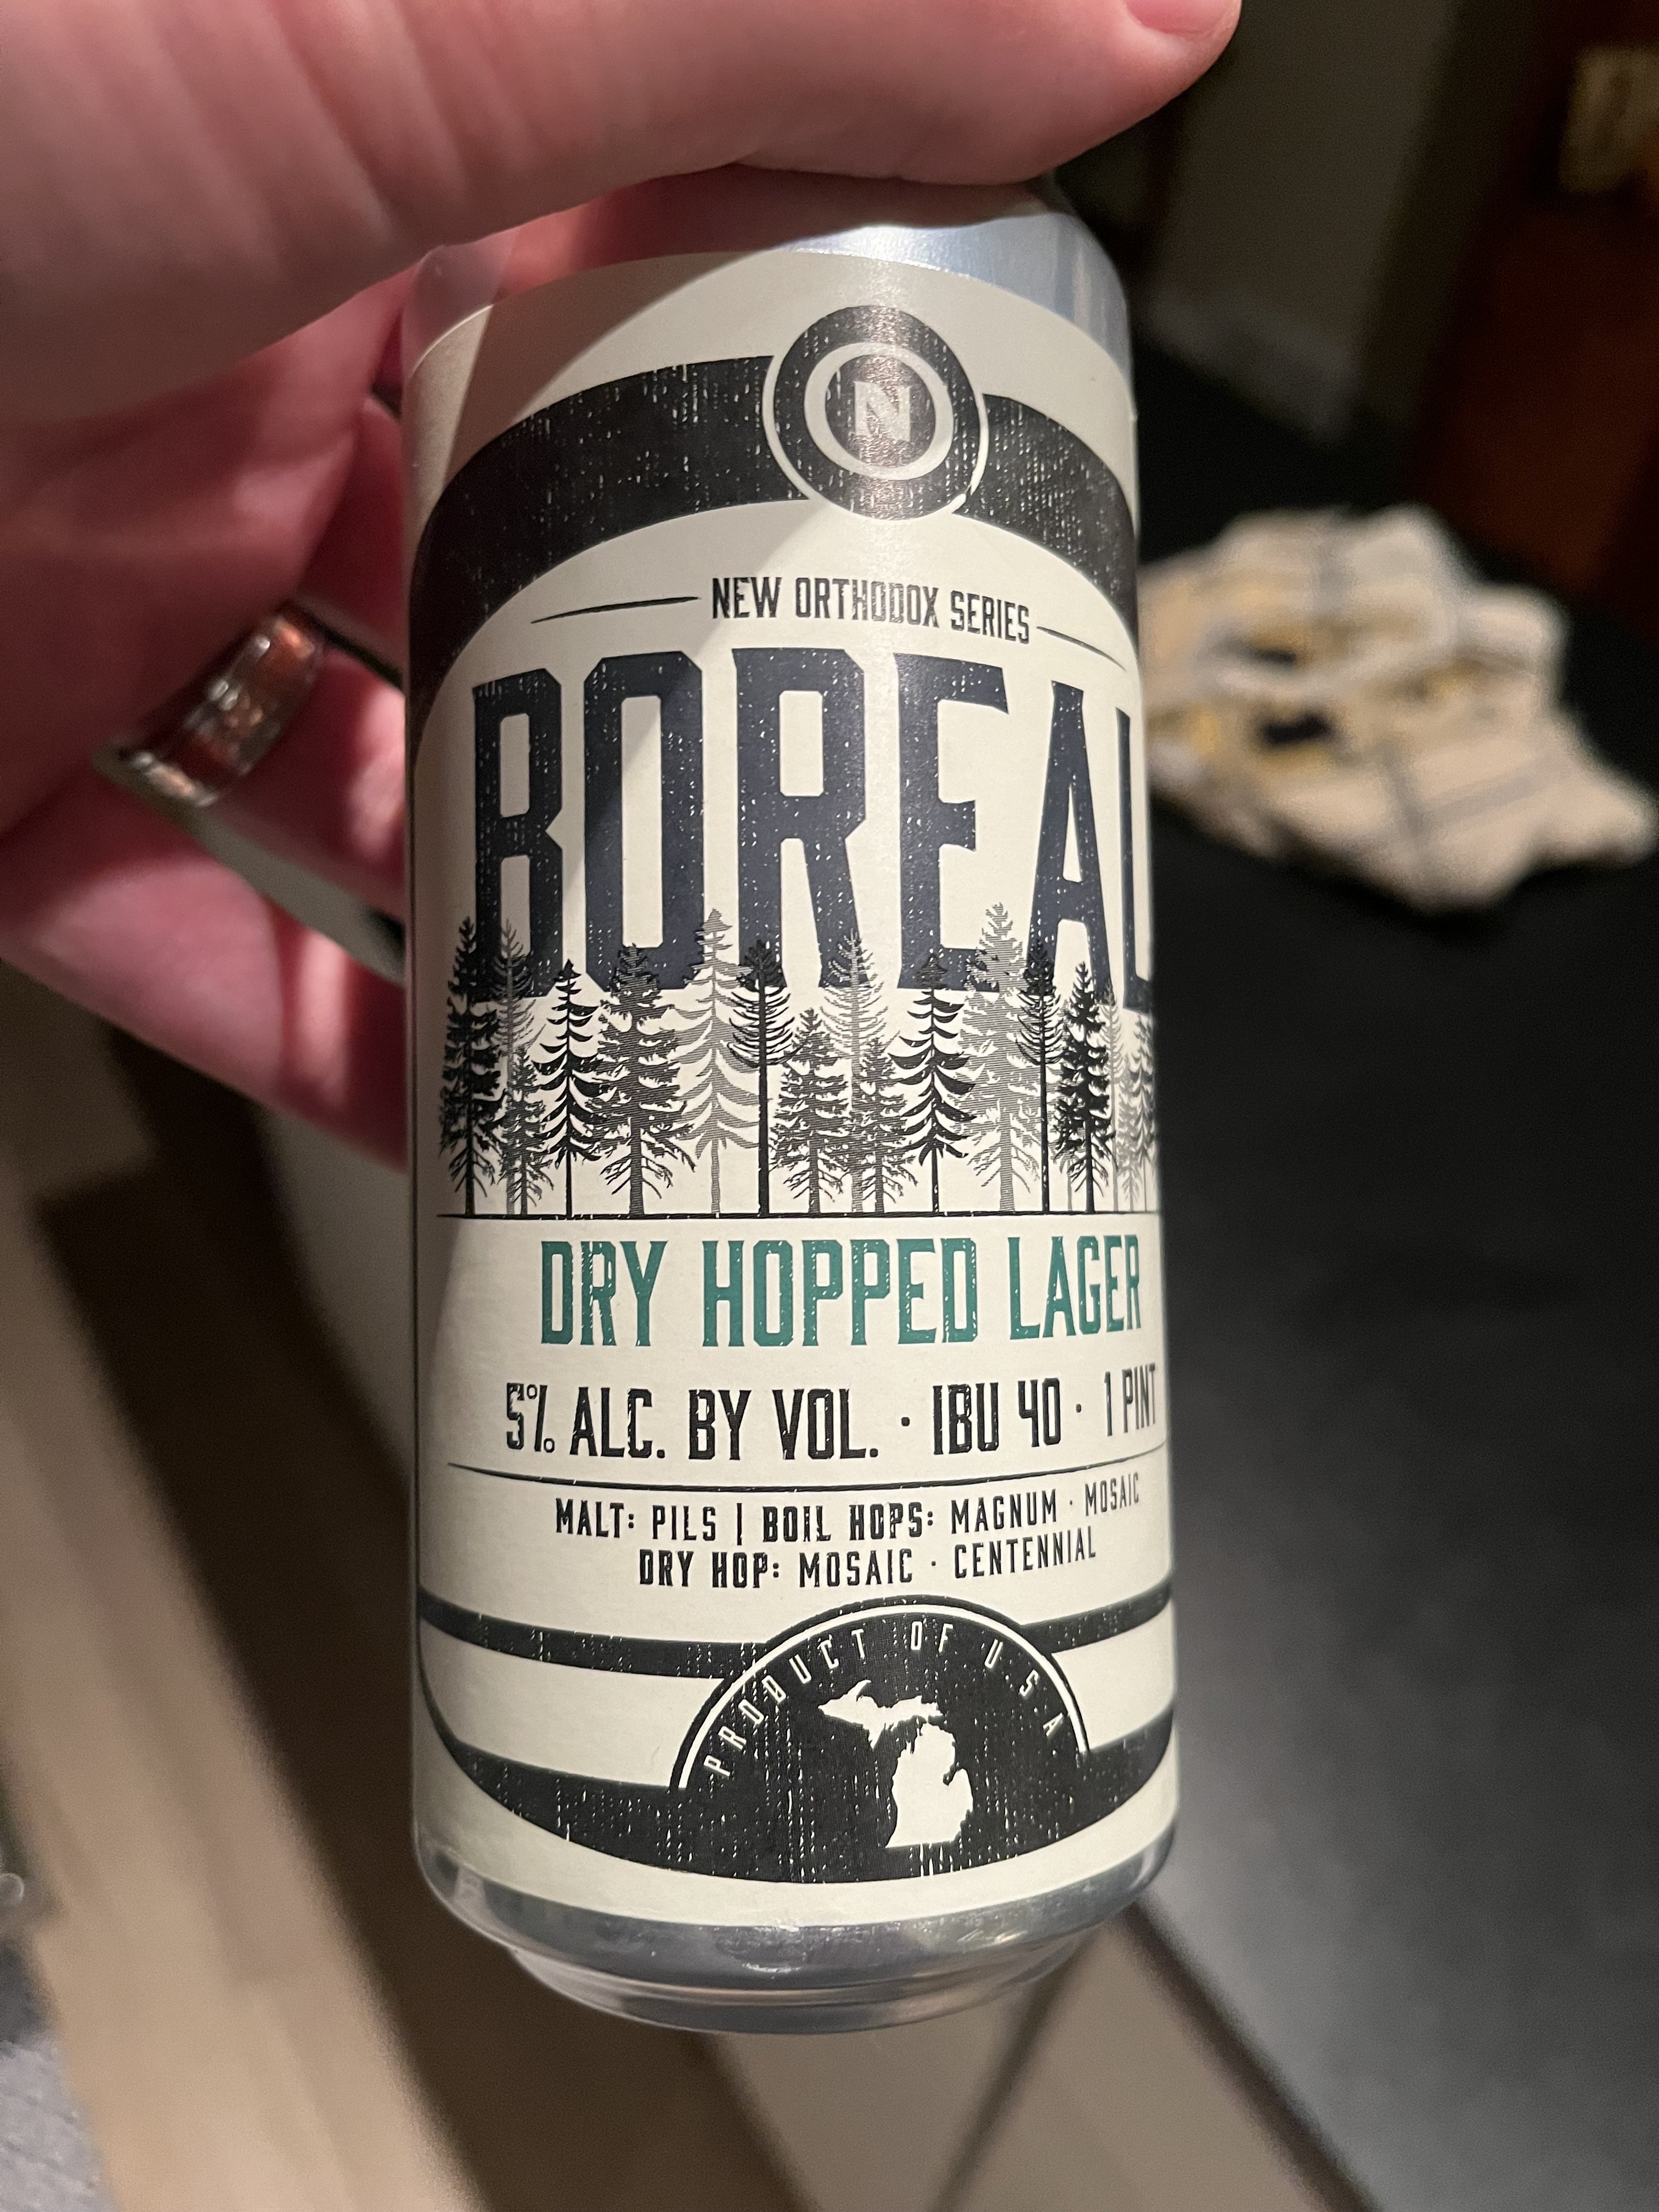 N
NEW ORTHODOX SERIES
BOREAL
DRY HOPPED LAGER
5% ALC. BY VOL. · IBU 40 · 1 PINT
MALT: PILS | BOIL HOPS: MAGNUM · MOSAIC
DRY HOP: MOSAIC · CENTENNIAL
PRODUCT OF USA